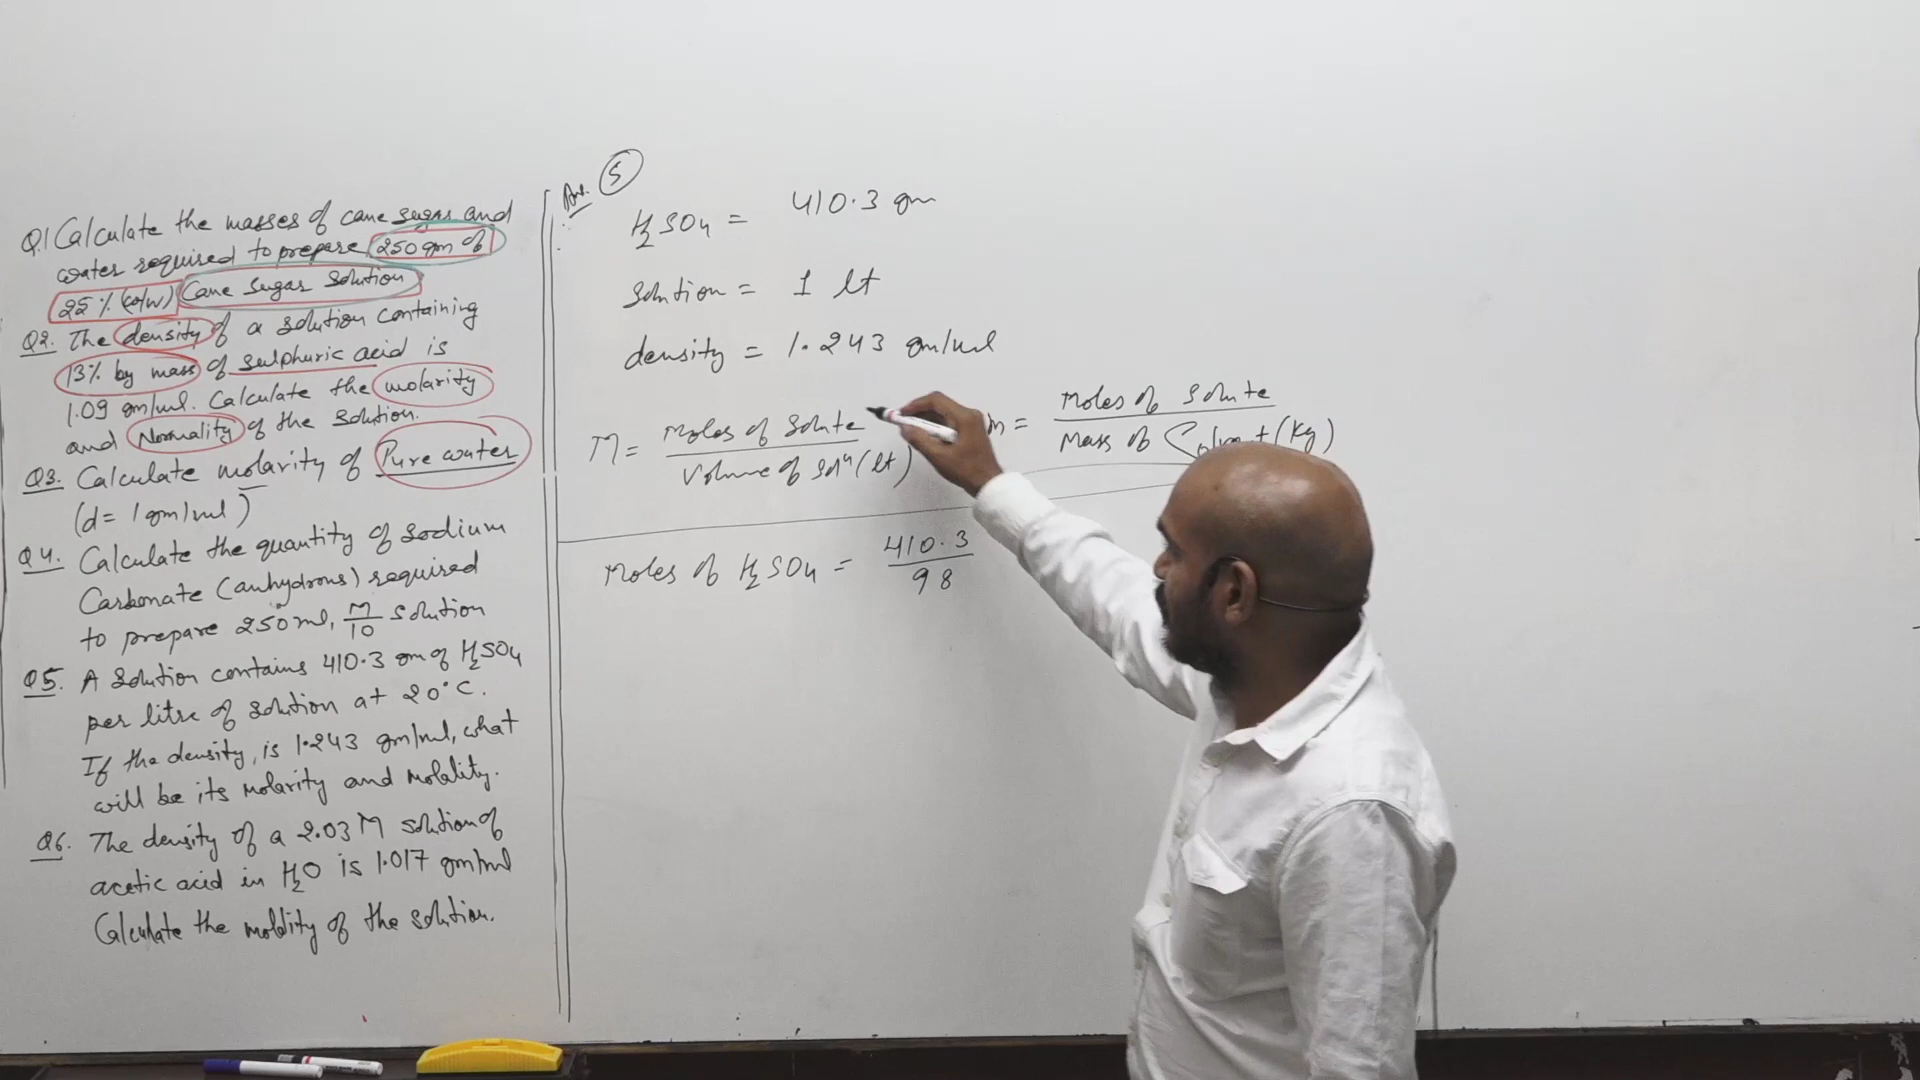 Q.1 Calculate the masses of cane sugar and
water required to prepare 250 gm of
25% (w/w) Cane sugar solution
Q2. The density of a solution containing
13% by mass of sulphuric acid is
1.09 gm/ml. Calculate the molarity
and Normality of the solution.
Q3. Calculate molarity of Pure water
(d = 1 gm/ml)
Q4. Calculate the quantity of sodium
Carbonate (anhydrous) required
to prepare 250 ml, M/10 solution
Q5. A solution contains 410.3 gm of H₂SO₄
per litre of solution at 20°C.
If the density, is 1.243 gm/ml, what
will be its molarity and molality.
Q6. The density of a 2.03 M solution of
acetic acid in H₂O is 1.017 gm/ml
Calculate the molality of the solution.
Ans. 5
H₂SO₄ = 410.3 gm
Solution = 1 lt
density = 1.243 gm/ml
M = Moles of Solute / Volume of solⁿ (lt)
m = Moles of Solute / Mass of Solvent (Kg)
Moles of H₂SO₄ = 410.3 / 98